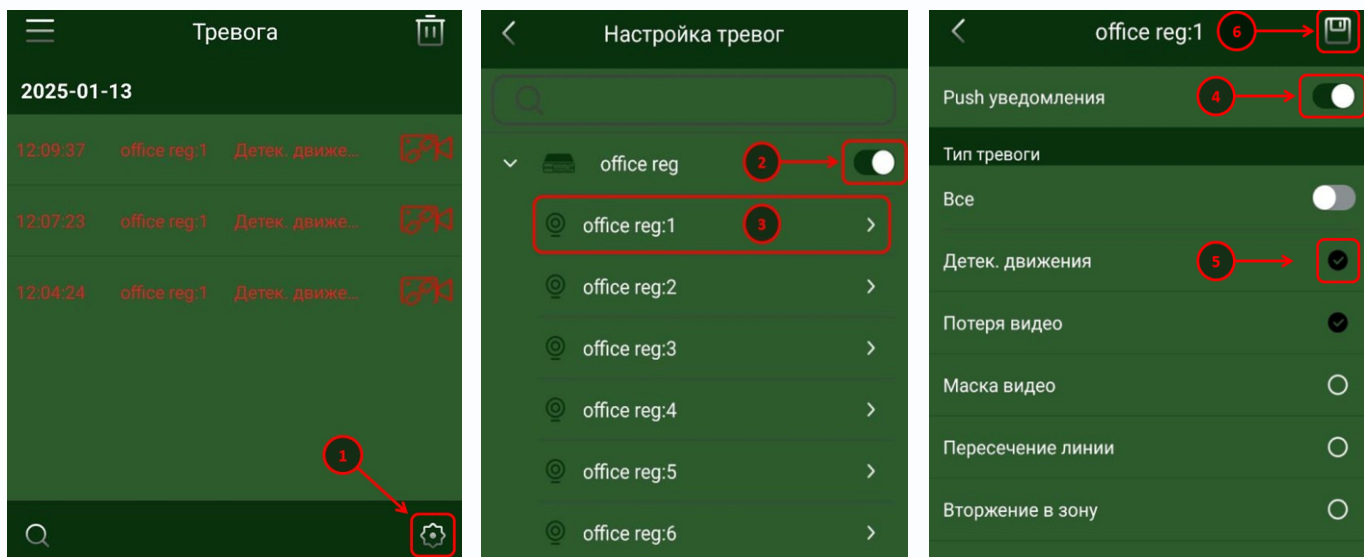 Тревога
2025-01-13
12:09:37 office reg:1 Детек. движе...
12:07:23 office reg:1 Детек. движе...
12:04:24 office reg:1 Детек. движе...
1
Настройка тревог
office reg 2
office reg:1 3
office reg:2
office reg:3
office reg:4
office reg:5
office reg:6
office reg:1 6
Push уведомления 4
Тип тревоги
Все
Детек. движения 5
Потеря видео
Маска видео
Пересечение линии
Вторжение в зону